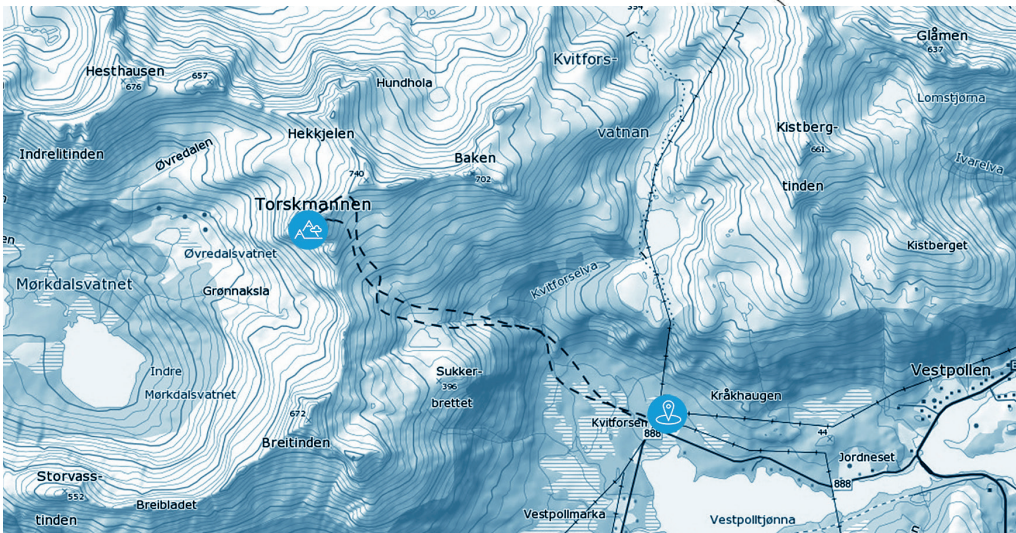 394
Glåmen
637
Kvitfors-
Hesthausen
657
676
Hundhola
Lomstjørna
vatnan
Kistberg-
661
Hekkjelen
Indrelitinden
Øvredalen
Baken
702
740
Ivarelva
tinden
Torskmannen
Kistberget
Øvredalsvatnet
Mørkdalsvatnet
Grønnaksla
Kvitforselva
Indre
Mørkdalsvatnet
Sukker-
396
brettet
Vestpollen
Kråkhaugen
672
Kvitforsen
888
44
Breitinden
Jordneset
888
Storvass-
552
Breibladet
tinden
Vestpollmarka
Vestpolltjønna